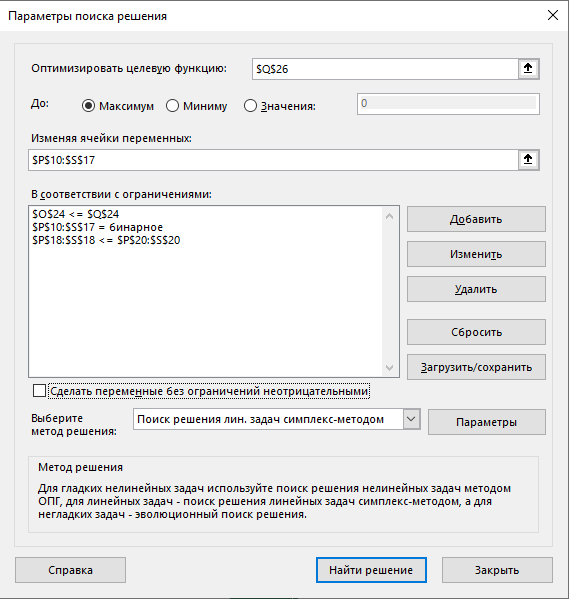 Параметры поиска решения
Оптимизировать целевую функцию: $Q$26
До: Максимум Миниму Значения: 0
Изменяя ячейки переменных:
$P$10:$S$17
В соответствии с ограничениями:
$O$24 <= $Q$24
$P$10:$S$17 = бинарное
$P$18:$S$18 <= $P$20:$S$20
Добавить
Изменить
Удалить
Сбросить
Загрузить/сохранить
Сделать переменные без ограничений неотрицательными
Выберите
метод решения:
Поиск решения лин. задач симплекс-методом
Параметры
Метод решения
Для гладких нелинейных задач используйте поиск решения нелинейных задач методом
ОПГ, для линейных задач - поиск решения линейных задач симплекс-методом, а для
негладких задач - эволюционный поиск решения.
Справка Найти решение Закрыть